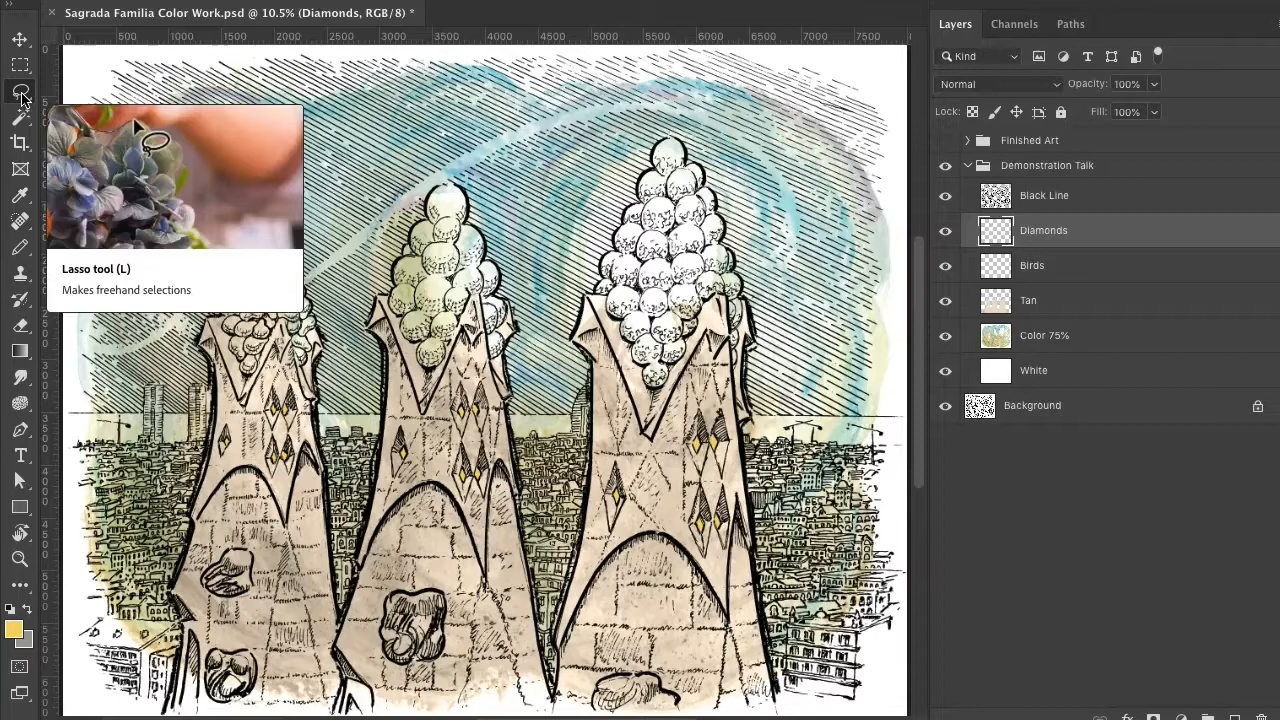 Sagrada Familia Color Work.psd @ 10.5% (Diamonds, RGB/8) *
0 500 1000 1500 2000 2500 3000 3500 4000 4500 5000 5500 6000 6500 7000 7500
Lasso tool (L)
Makes freehand selections
Layers Channels Paths
Kind
Normal Opacity: 100%
Lock: Fill: 100%
Finished Art
Demonstration Talk
Black Line
Diamonds
Birds
Tan
Color 75%
White
Background